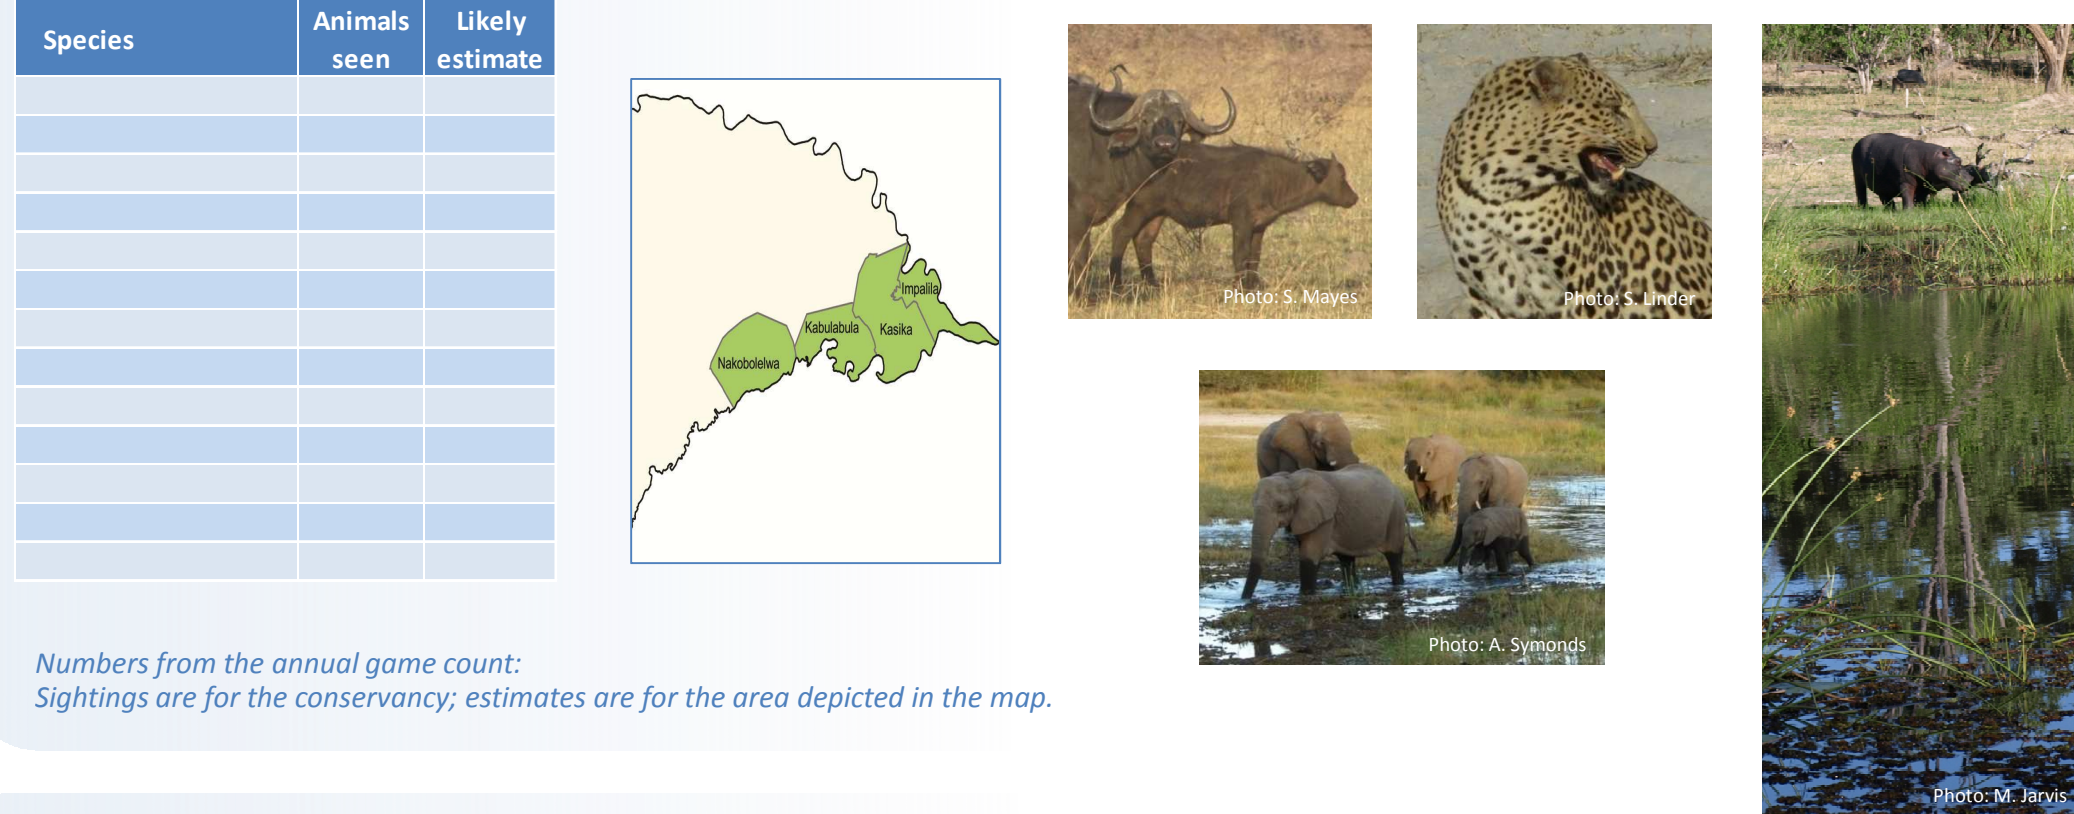 Species
Animals seen
Likely estimate
Impalila
Kabulabula
Kasika
Nakobolelwa
Numbers from the annual game count:
Sightings are for the conservancy; estimates are for the area depicted in the map.
Photo: S. Mayes
Photo: S. Linder
Photo: A. Symonds
Photo: M. Jarvis